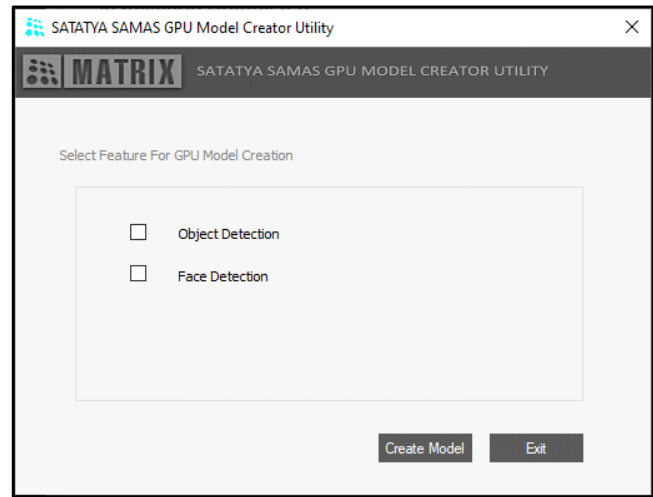 SATATYA SAMAS GPU Model Creator Utility
MATRIX SATATYA SAMAS GPU MODEL CREATOR UTILITY
Select Feature For GPU Model Creation
Object Detection
Face Detection
Create Model Exit